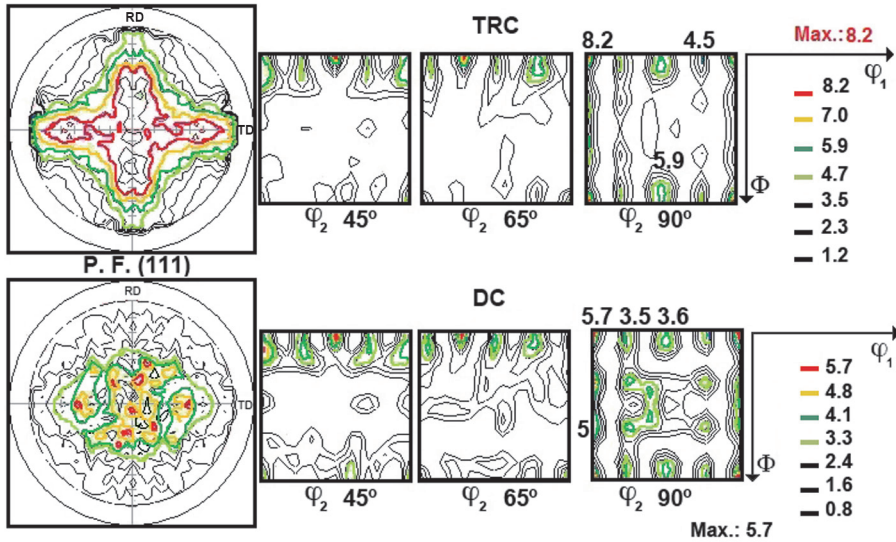 RD
TD
TRC
8.2 4.5
5.9
φ₂ 45º
φ₂ 65º
φ₂ 90º
Max.: 8.2
φ₁
Φ
8.2
7.0
5.9
4.7
3.5
2.3
1.2
P. F. (111)
RD
TD
DC
5.7 3.5 3.6
5
φ₂ 45º
φ₂ 65º
φ₂ 90º
φ₁
Φ
5.7
4.8
4.1
3.3
2.4
1.6
0.8
Max.: 5.7